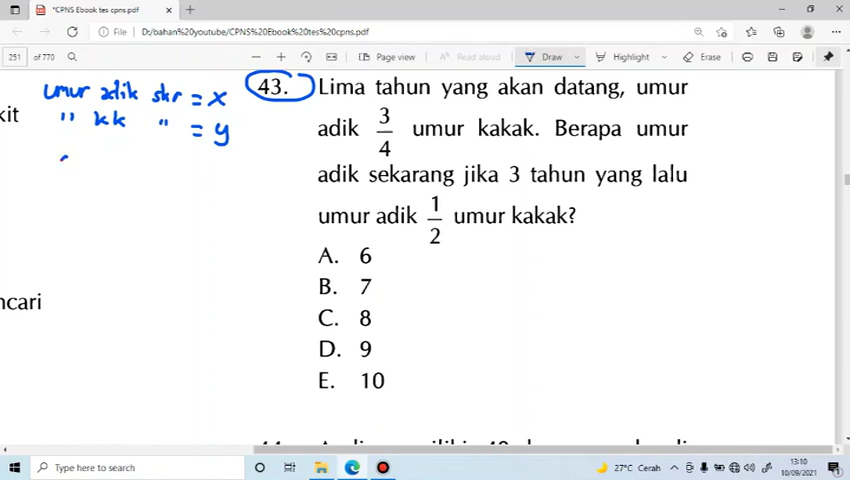 *CPNS Ebook tes cpns.pdf
File
D:/bahan%20youtube/CPNS%20Ebook%20tes%20cpns.pdf
251 of 770
Page view
Read aloud
Draw
Highlight
Erase
umur adik skr = x
" kk " = y
kit
ncari
43. Lima tahun yang akan datang, umur
adik 3/4 umur kakak. Berapa umur
adik sekarang jika 3 tahun yang lalu
umur adik 1/2 umur kakak?
A. 6
B. 7
C. 8
D. 9
E. 10
Type here to search
27°C Cerah
13:10
10/09/2021